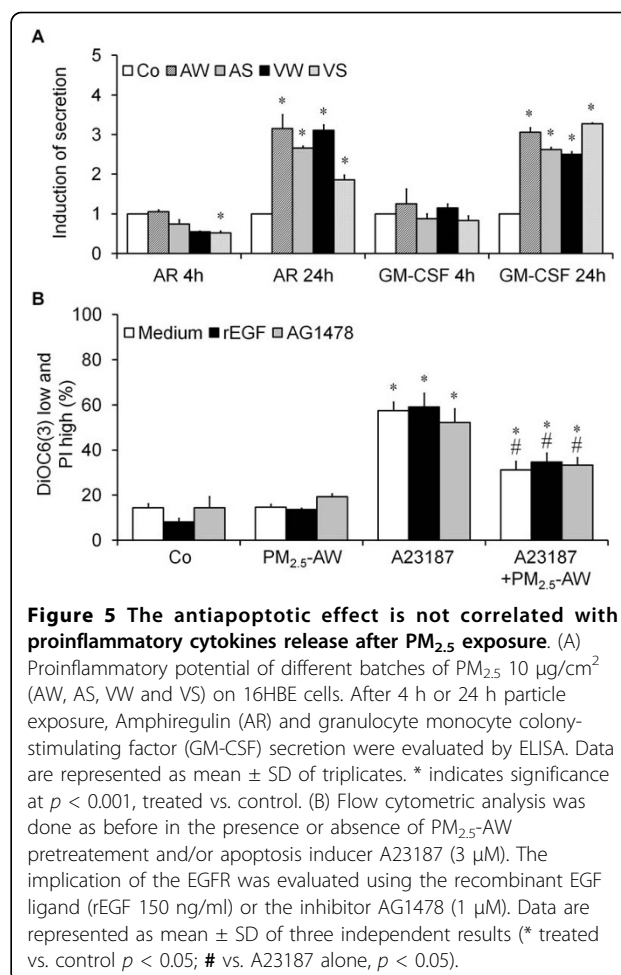 A
Co AW AS VW VS
Induction of secretion
5
4
3
2
1
0
* * * * * * * * *
AR 4h AR 24h GM-CSF 4h GM-CSF 24h
B
Medium rEGF AG1478
DiOC6(3) low and
PI high (%)
100
80
60
40
20
0
* * * * * *
# # #
Co PM2.5-AW A23187 A23187
+PM2.5-AW
Figure 5 The antiapoptotic effect is not correlated with
proinflammatory cytokines release after PM2.5 exposure. (A)
Proinflammatory potential of different batches of PM2.5 10 μg/cm2
(AW, AS, VW and VS) on 16HBE cells. After 4 h or 24 h particle
exposure, Amphiregulin (AR) and granulocyte monocyte colony-
stimulating factor (GM-CSF) secretion were evaluated by ELISA. Data
are represented as mean ± SD of triplicates. * indicates significance
at p < 0.001, treated vs. control. (B) Flow cytometric analysis was
done as before in the presence or absence of PM2.5-AW
pretreatement and/or apoptosis inducer A23187 (3 μM). The
implication of the EGFR was evaluated using the recombinant EGF
ligand (rEGF 150 ng/ml) or the inhibitor AG1478 (1 μM). Data are
represented as mean ± SD of three independent results (* treated
vs. control p < 0.05; # vs. A23187 alone, p < 0.05).